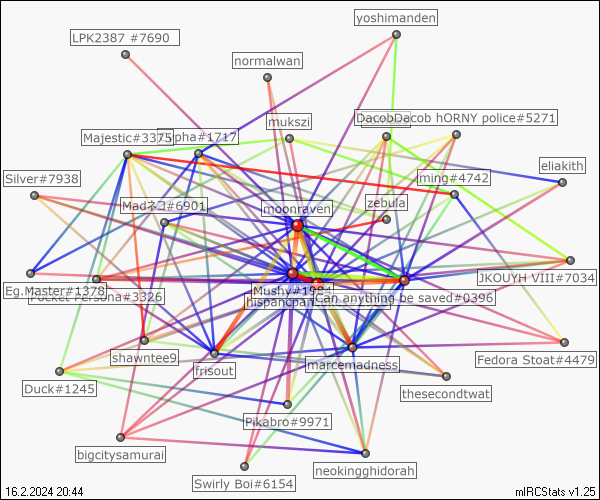 yoshimanden
LPK2387 #7690
normalwan
DacobDacob hORNY police#5271
mukszi
Majestic#3375
pha#1717
eliakith
Silver#7938
ming#4742
Madネコ#6901
moonraven
zebula
JKOUYH VIII#7034
Eg.Master#1378
Mushy#1984
Pocket Persona#3326
hispancpan
Can anything be saved#0396
shawntee9
Fedora Stoat#4479
frisout
marcemadness
Duck#1245
thesecondtwat
Pikabro#9971
bigcitysamurai
neokingghidorah
Swirly Boi#6154
16.2.2024 20:44
mIRCStats v1.25